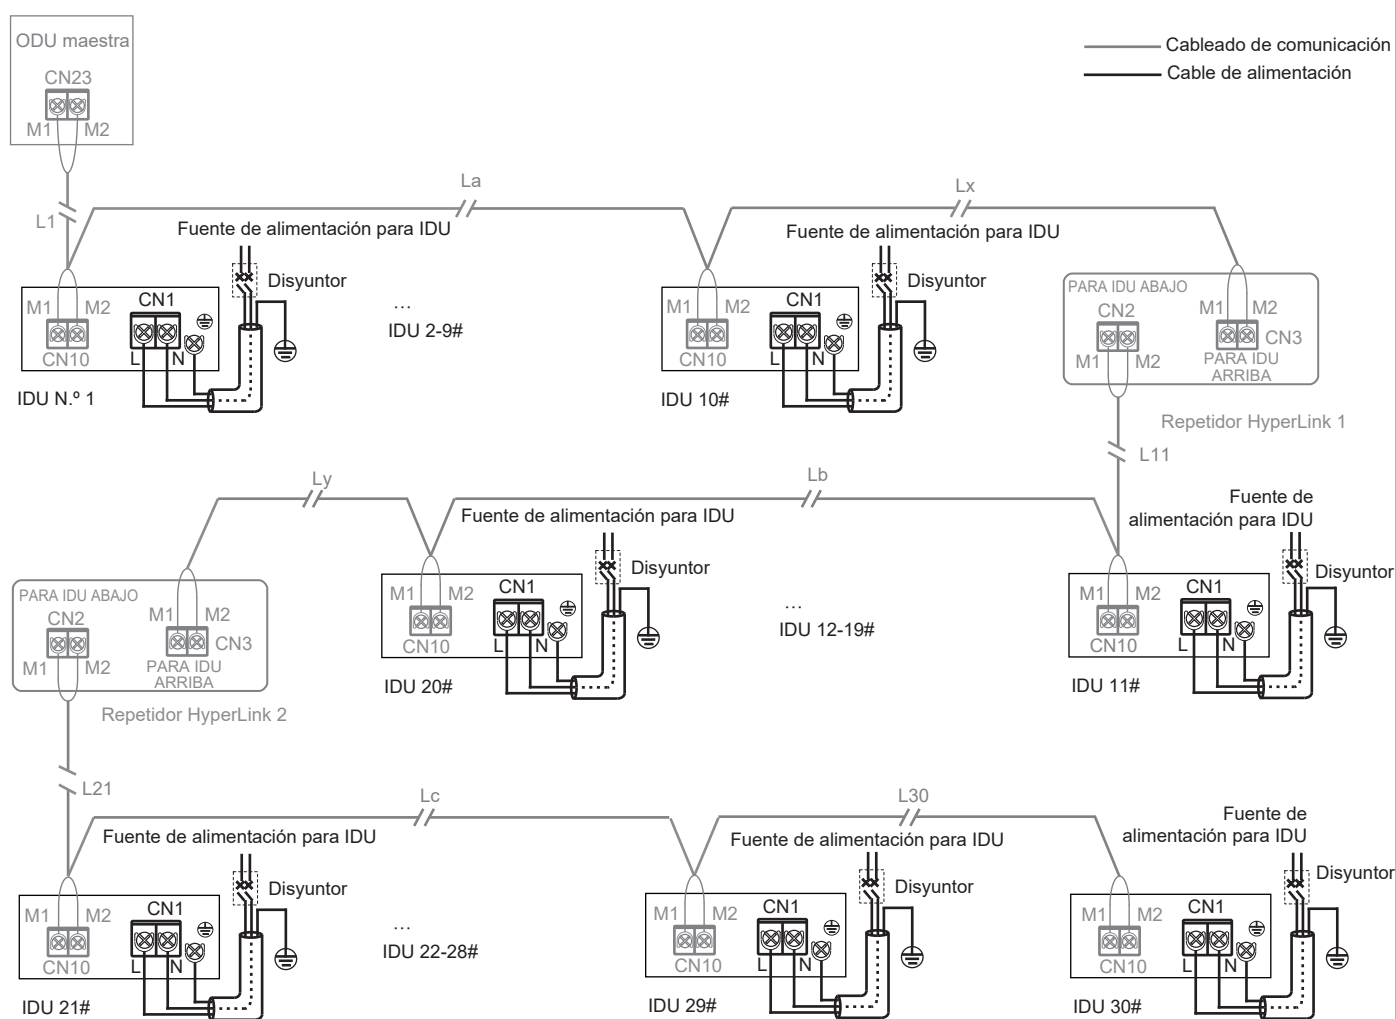 ODU maestra
CN23
M1 M2
Cableado de comunicación
Cable de alimentación
L1
La
Lx
Fuente de alimentación para IDU
Disyuntor
M1 M2
CN10
CN1
L N
IDU N.º 1
...
IDU 2-9#
Fuente de alimentación para IDU
Disyuntor
M1 M2
CN10
CN1
L N
IDU 10#
PARA IDU ABAJO
CN2
M1 M2
M1 M2
CN3
PARA IDU
ARRIBA
Repetidor HyperLink 1
L11
Ly
Lb
PARA IDU ABAJO
CN2
M1 M2
M1 M2
CN3
PARA IDU
ARRIBA
Repetidor HyperLink 2
Fuente de alimentación para IDU
Disyuntor
M1 M2
CN10
CN1
L N
IDU 20#
...
IDU 12-19#
Fuente de
alimentación para IDU
Disyuntor
M1 M2
CN10
CN1
L N
IDU 11#
L21
Lc
L30
Fuente de alimentación para IDU
Disyuntor
M1 M2
CN10
CN1
L N
IDU 21#
...
IDU 22-28#
Fuente de alimentación para IDU
Disyuntor
M1 M2
CN10
CN1
L N
IDU 29#
Fuente de
alimentación para IDU
Disyuntor
M1 M2
CN10
CN1
L N
IDU 30#